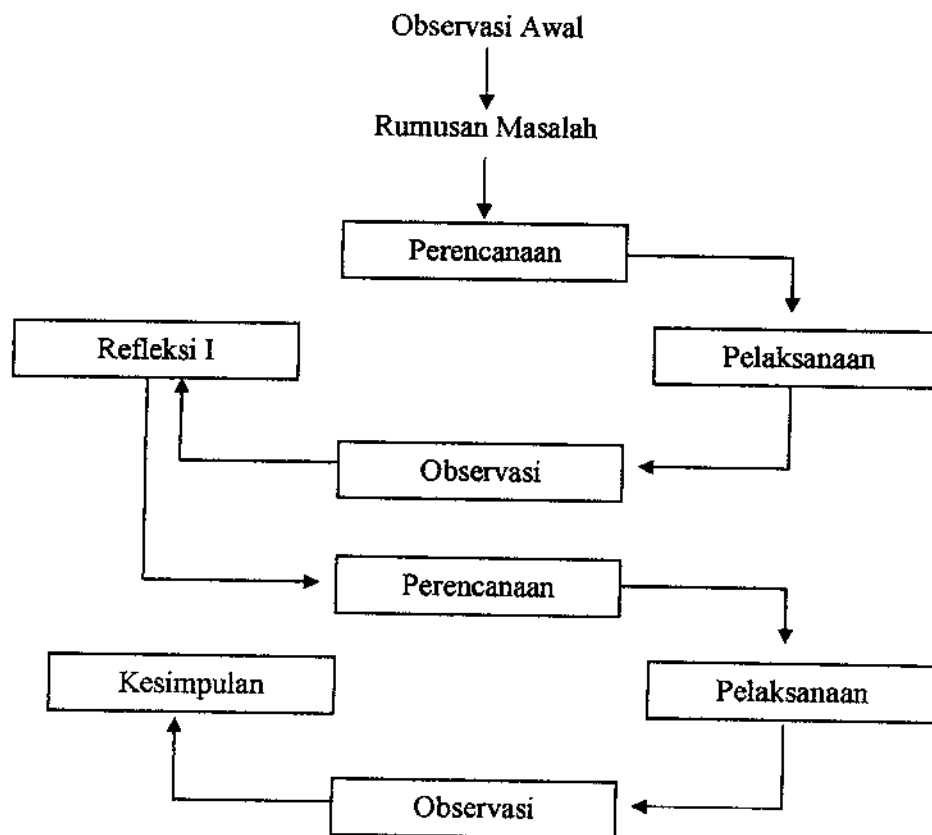 Observasi Awal
Rumusan Masalah
Perencanaan
Refleksi I
Pelaksanaan
Observasi
Perencanaan
Kesimpulan
Pelaksanaan
Observasi